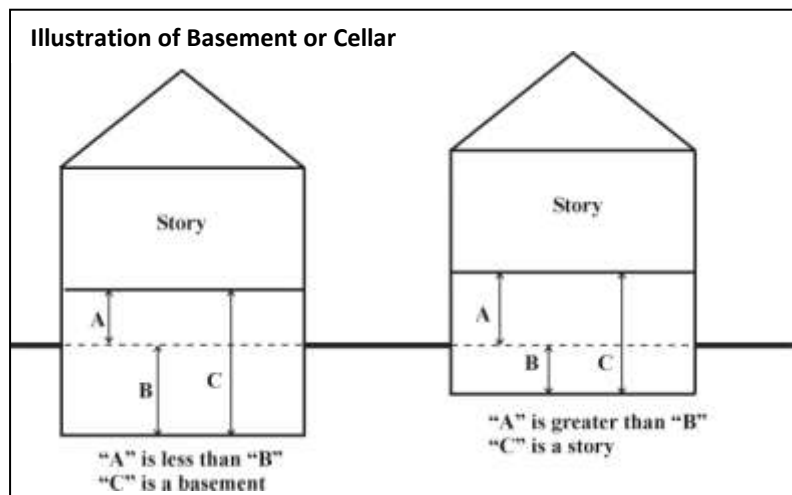 Illustration of Basement or Cellar
Story
A
B
C
“A” is less than “B”
“C” is a basement
Story
A
B
C
“A” is greater than “B”
“C” is a story